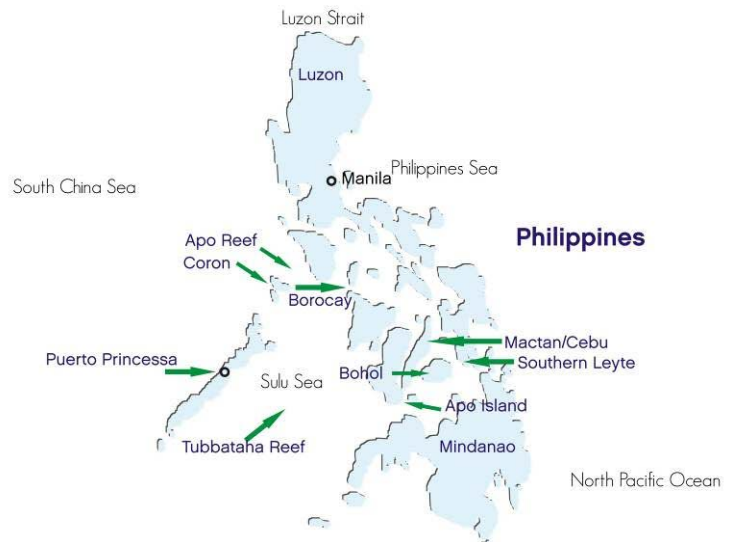 Luzon Strait
Luzon
Philippines Sea
Manila
South China Sea
Philippines
Apo Reef
Coron
Borocay
Mactan/Cebu
Puerto Princessa
Southern Leyte
Bohol
Sulu Sea
Apo Island
Tubbataha Reef
Mindanao
North Pacific Ocean